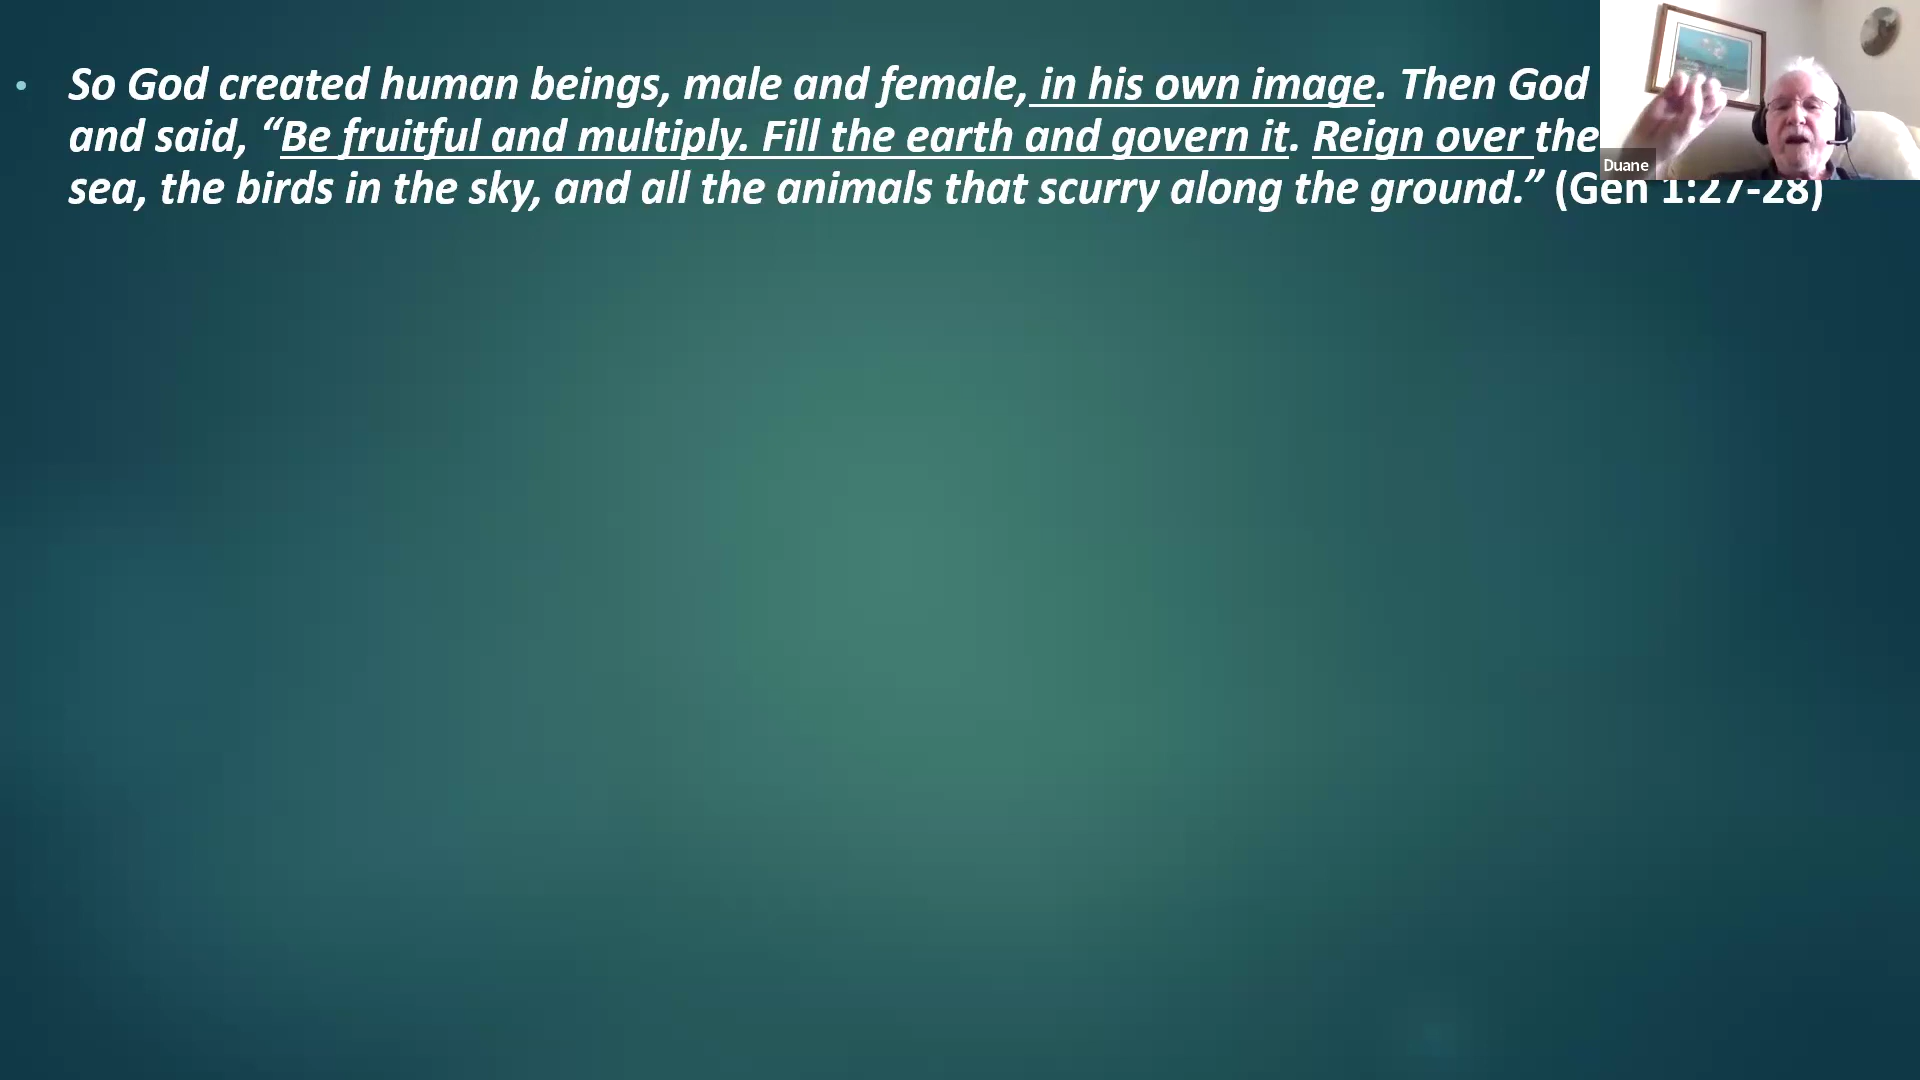 • So God created human beings, male and female, in his own image. Then God
and said, “Be fruitful and multiply. Fill the earth and govern it. Reign over the
sea, the birds in the sky, and all the animals that scurry along the ground.” (Gen 1:27-28)
Duane